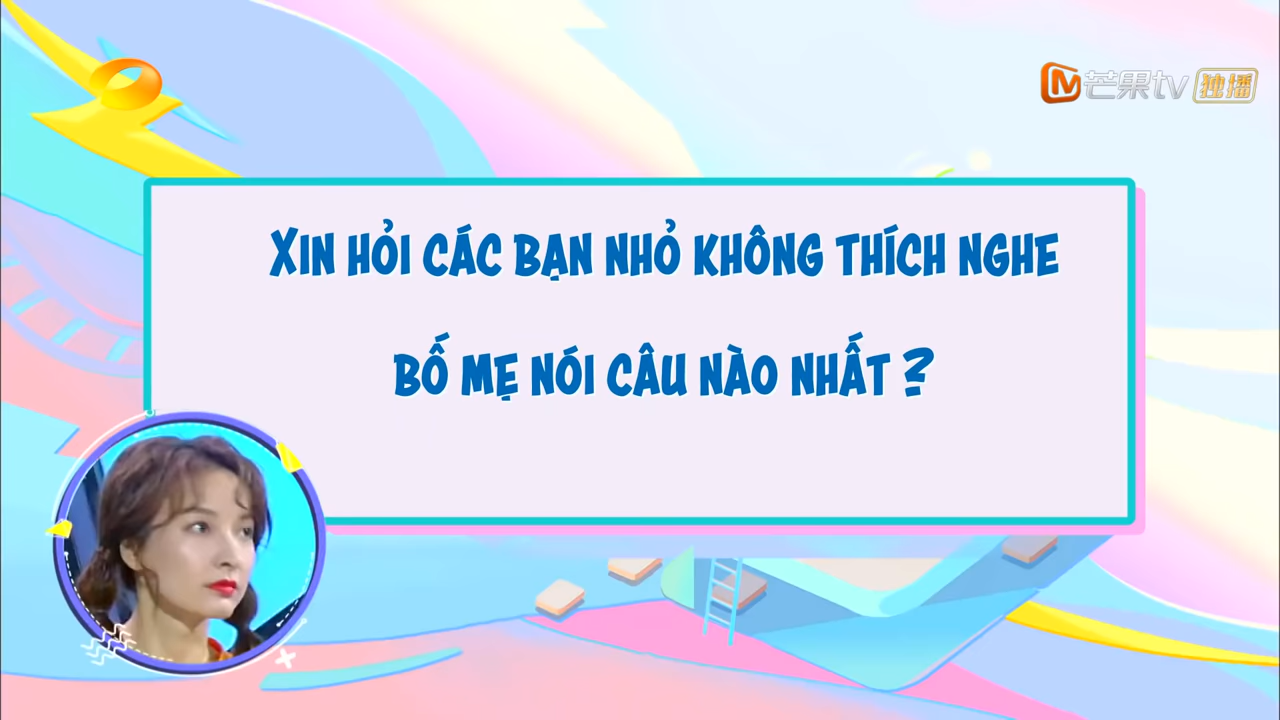 芒果tv 独播
XIN HỎI CÁC BẠN NHỎ KHÔNG THÍCH NGHE
BỐ MẸ NÓI CÂU NÀO NHẤT ?